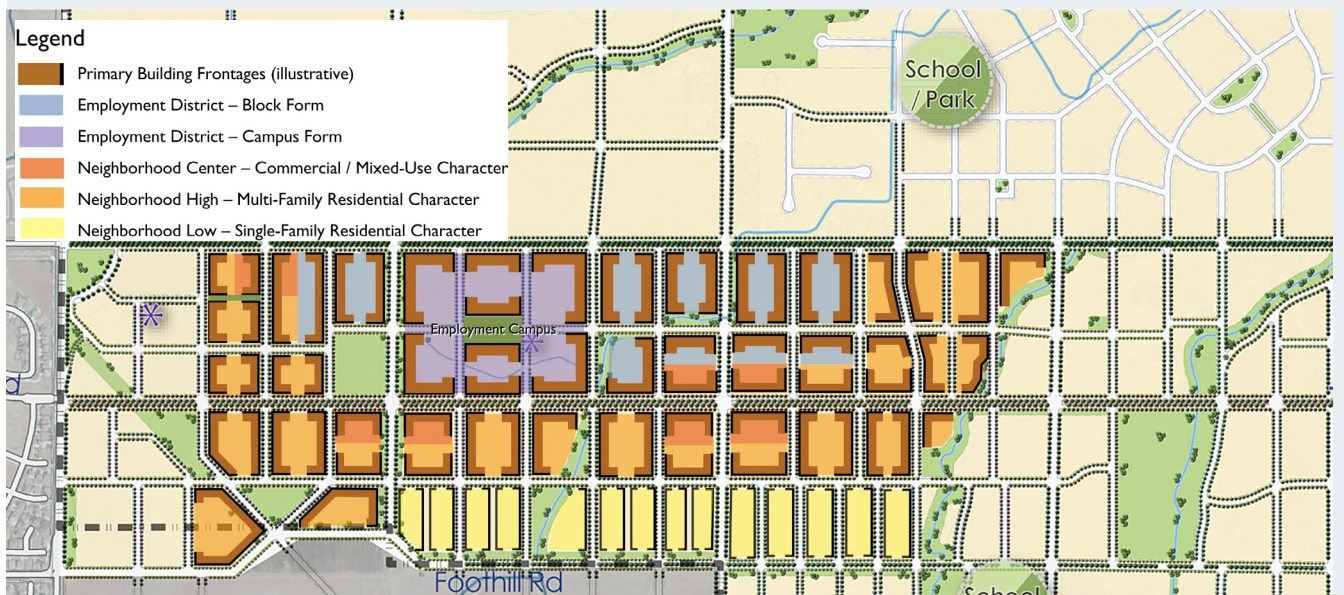 Legend
Primary Building Frontages (illustrative)
Employment District – Block Form
Employment District – Campus Form
Neighborhood Center – Commercial / Mixed-Use Character
Neighborhood High – Multi-Family Residential Character
Neighborhood Low – Single-Family Residential Character
School
/ Park
Employment Campus
d
Foothill Rd
School